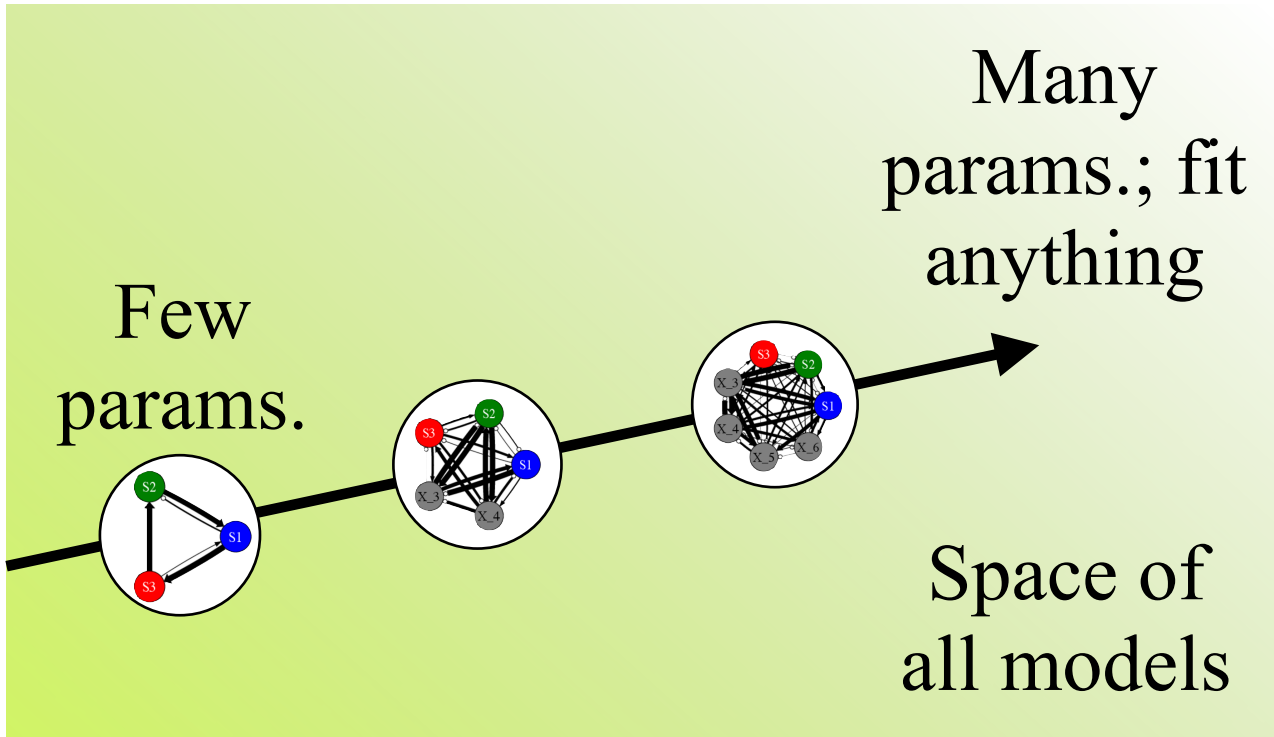 Many
params.; fit
anything
Few
params.
S3
S2
X_3
S1
X_4
X_5
X_6
S2
S3
S1
X_3
X_4
S2
S1
S3
Space of
all models